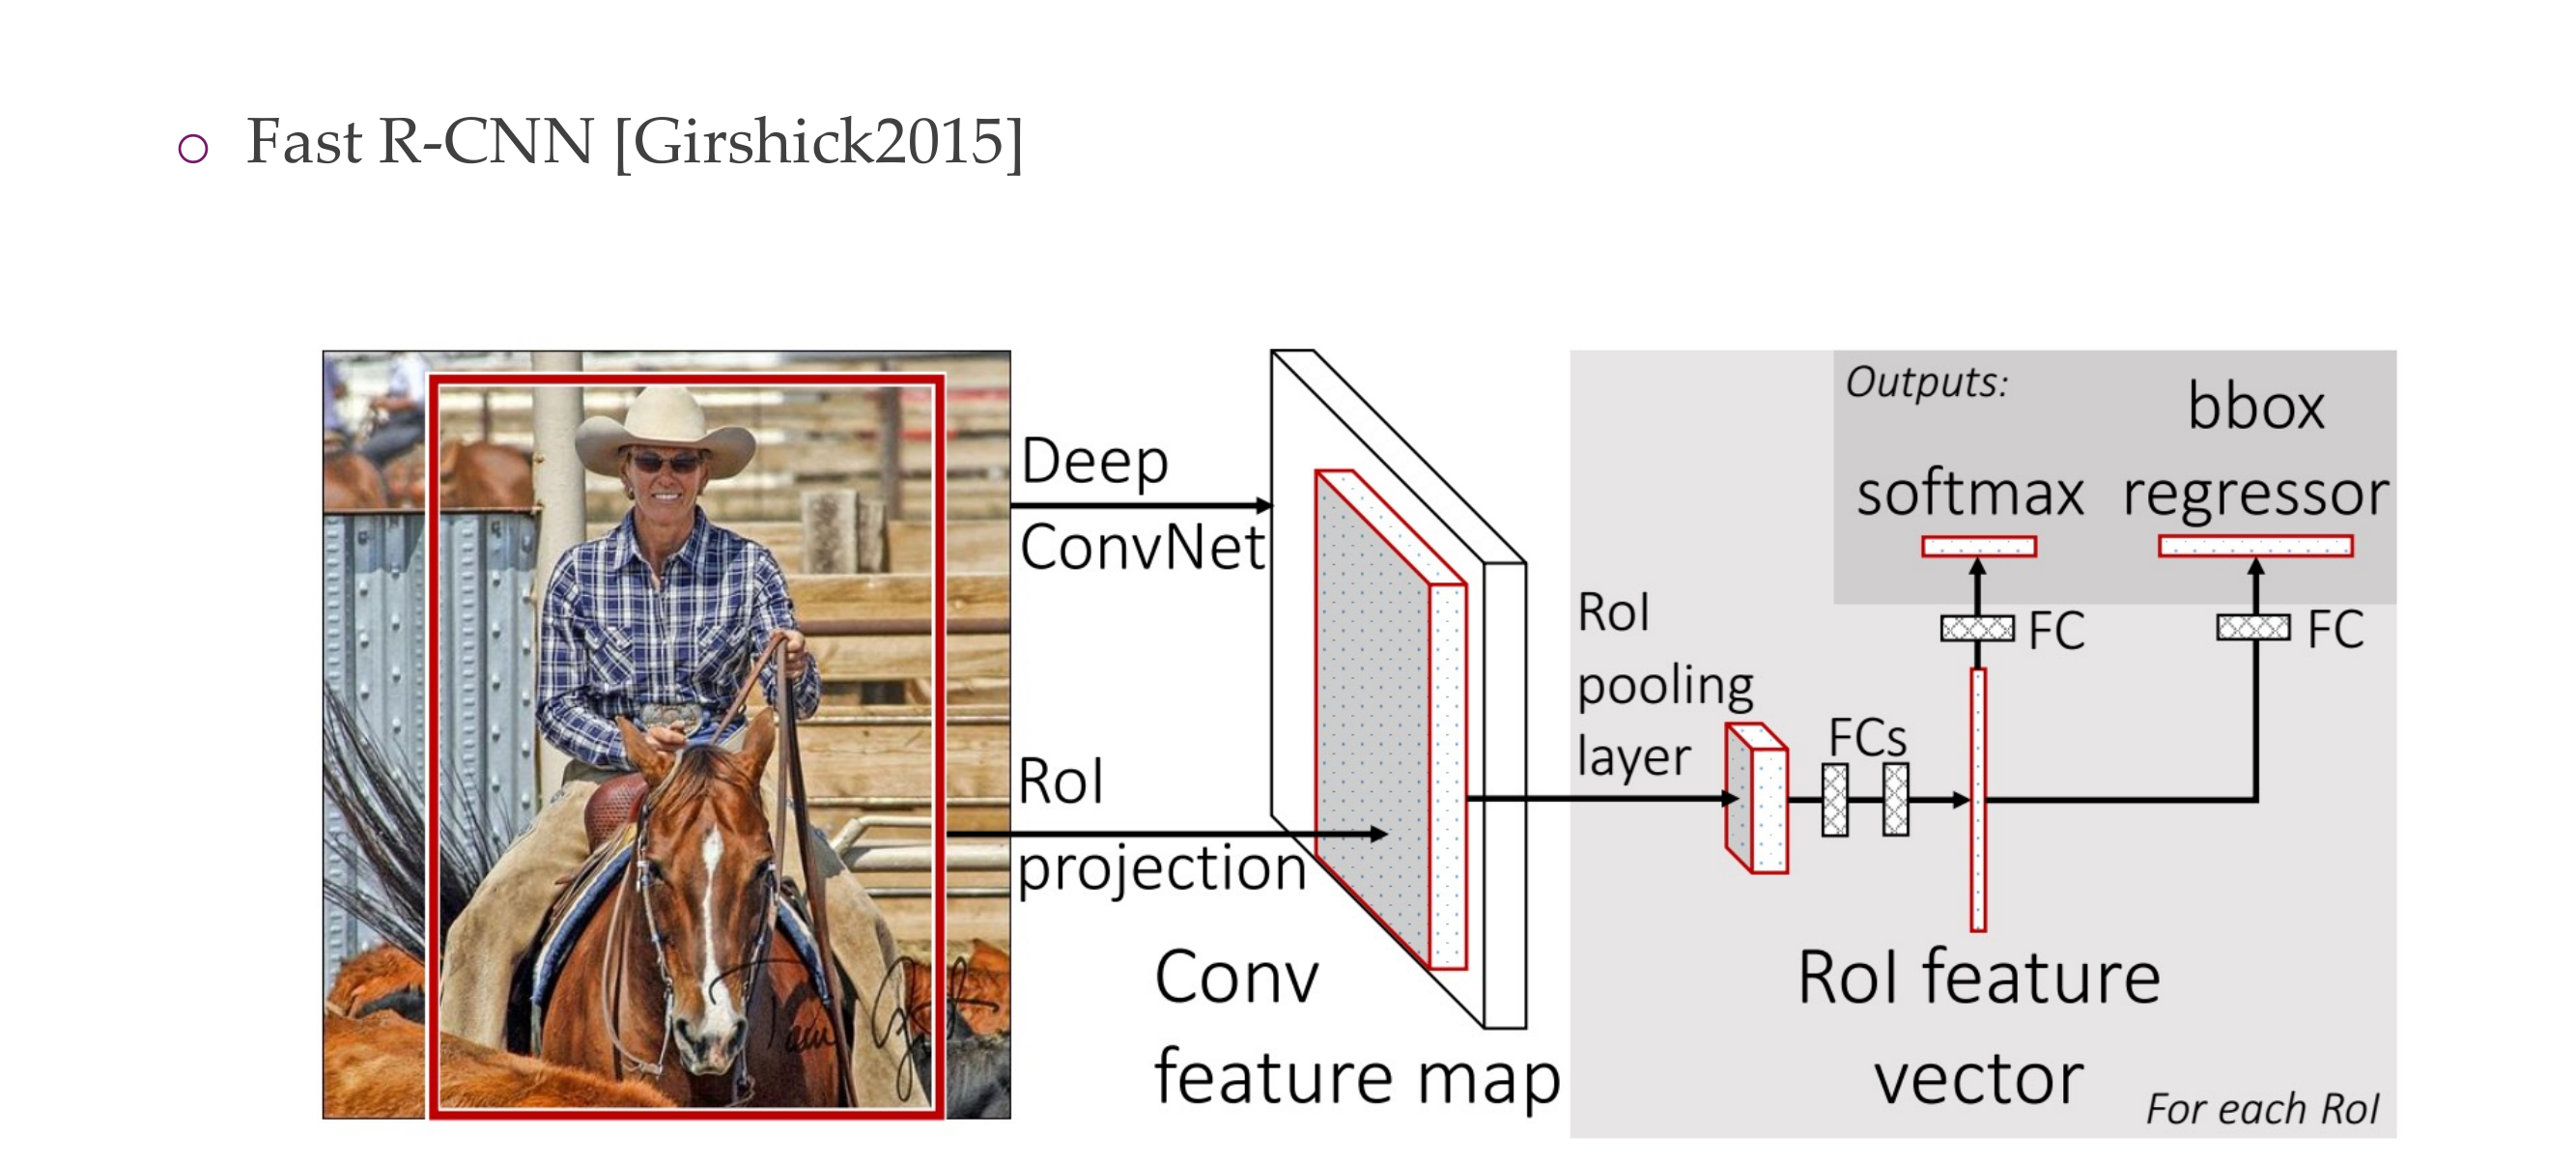 Fast R-CNN [Girshick2015]
Deep
ConvNet
RoI
projection
Conv
feature map
RoI
pooling
layer
FCs
Outputs:
softmax
bbox
regressor
FC
FC
RoI feature
vector
For each RoI